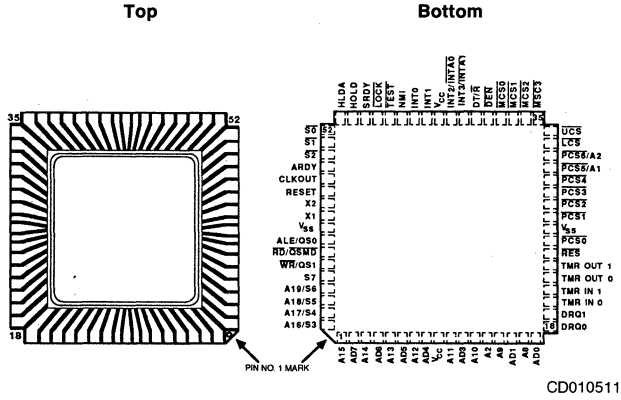 Top
Bottom
35
52
18
PIN NO. 1 MARK
HLDA
HOLD
SRDY
LOCK
TEST
NMI
INT0
INT1
VCC
INT2/INTA0
INT3/INTA1
DT/R
DEN
MCS0
MCS1
MCS2
MSC3
52
35
S0
S1
S2
ARDY
CLKOUT
RESET
X2
X1
VSS
ALE/QS0
RD/QSMD
WR/QS1
S7
A19/S6
A18/S5
A17/S4
A16/S3
UCS
LCS
PCS6/A2
PCS5/A1
PCS4
PCS3
PCS2
PCS1
VSS
PCS0
RES
TMR OUT 1
TMR OUT 0
TMR IN 1
TMR IN 0
DRQ1
DRQ0
1
18
A15
AD7
A14
AD6
A13
AD5
A12
AD4
VCC
A11
AD3
A10
A2
A9
AD1
A8
AD0
CD010511